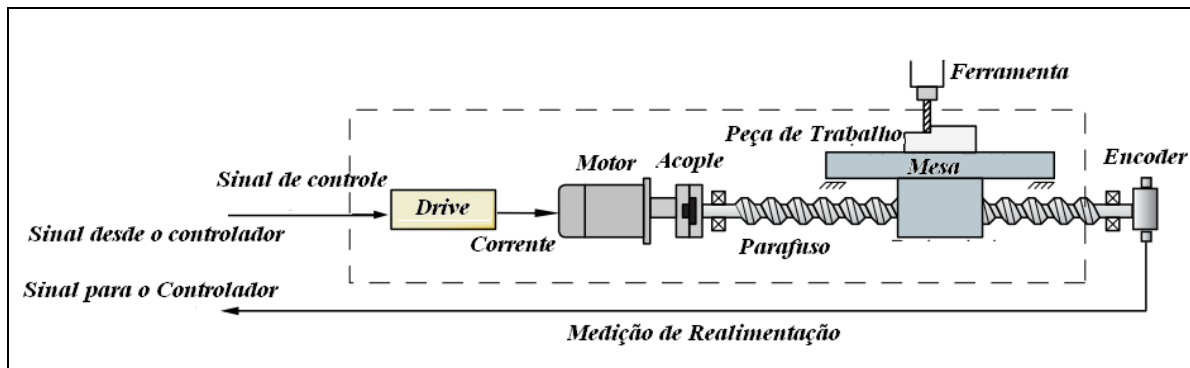 Ferramenta
Peça de Trabalho
Motor
Acople
Mesa
Encoder
Sinal de controle
Drive
Sinal desde o controlador
Corrente
Parafuso
Sinal para o Controlador
Medição de Realimentação